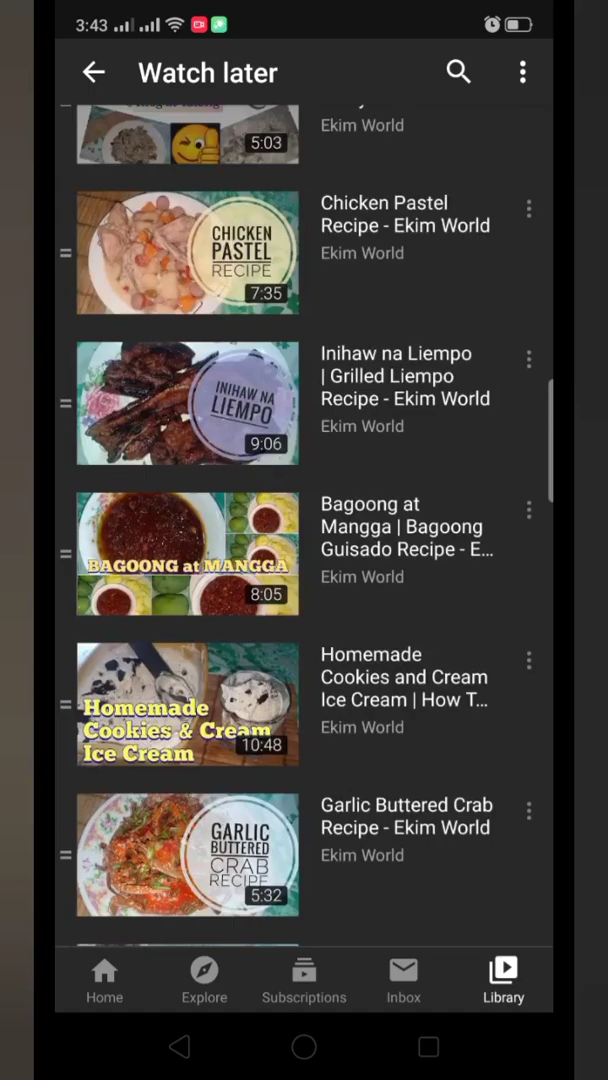 3:43
Watch later
Ekim World
5:03
Chicken Pastel
Recipe - Ekim World
Ekim World
CHICKEN
PASTEL
RECIPE
7:35
Inihaw na Liempo
| Grilled Liempo
Recipe - Ekim World
Ekim World
INIHAW NA
LIEMPO
9:06
Bagoong at
Mangga | Bagoong
Guisado Recipe - E...
Ekim World
BAGOONG at MANGGA
8:05
Homemade
Cookies and Cream
Ice Cream | How T...
Ekim World
Homemade
Cookies & Cream
Ice Cream
10:48
Garlic Buttered Crab
Recipe - Ekim World
Ekim World
GARLIC
BUTTERED
CRAB
RECIPE
5:32
Home
Explore
Subscriptions
Inbox
Library